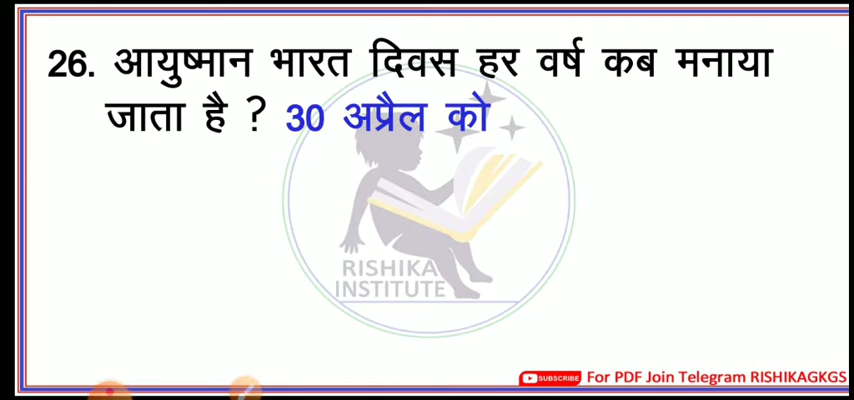 26. आयुष्मान भारत दिवस हर वर्ष कब मनाया
जाता है ? 30 अप्रैल को
RISHIKA
INSTITUTE
SUBSCRIBE For PDF Join Telegram RISHIKAGKGS